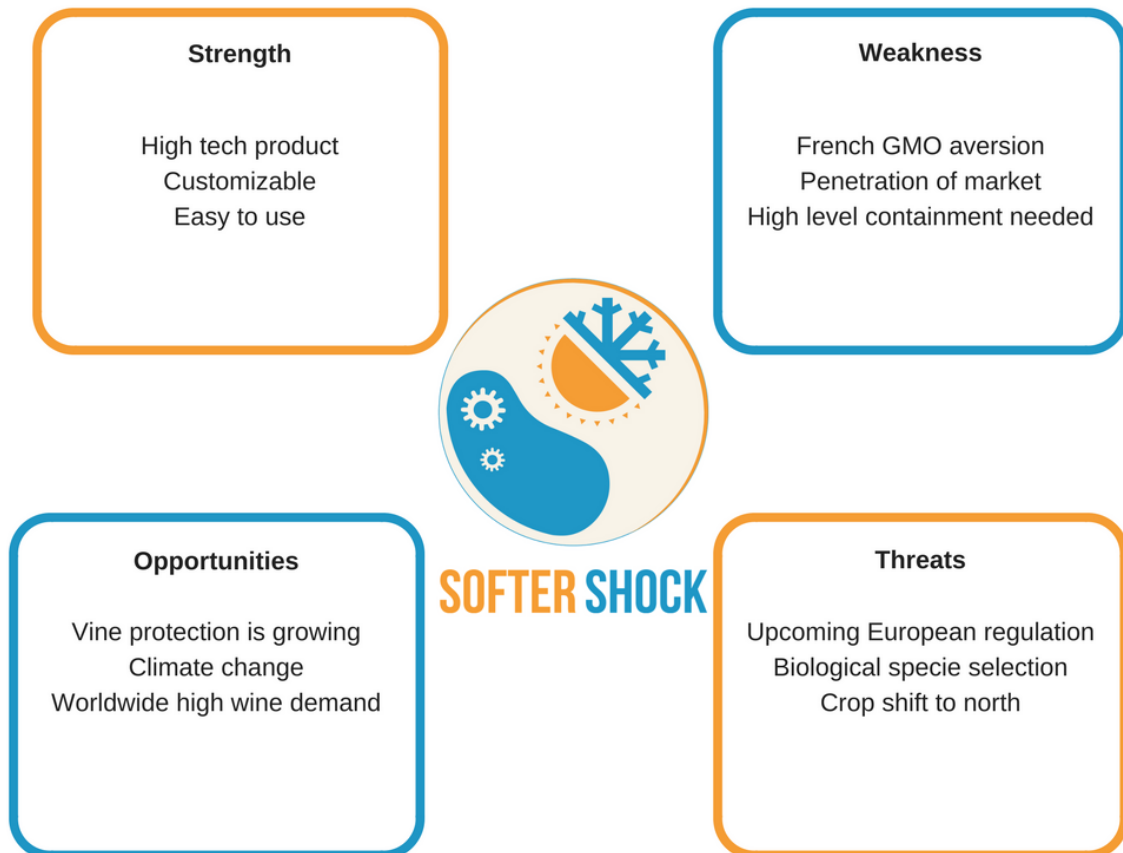 Strength
High tech product
Customizable
Easy to use
Weakness
French GMO aversion
Penetration of market
High level containment needed
SOFTER SHOCK
Opportunities
Vine protection is growing
Climate change
Worldwide high wine demand
Threats
Upcoming European regulation
Biological specie selection
Crop shift to north